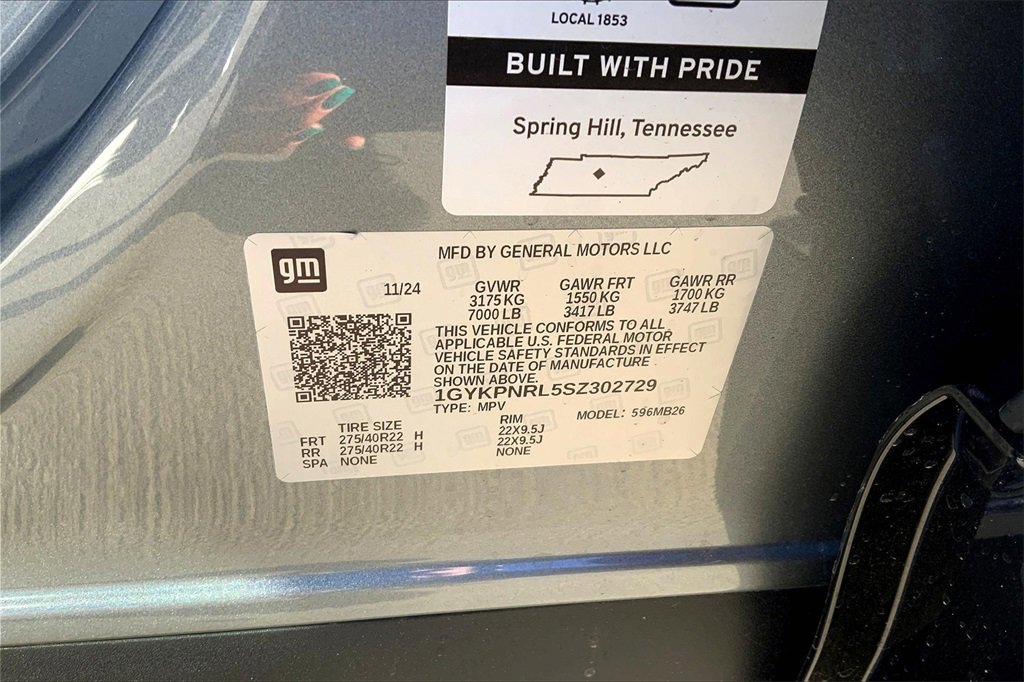 LOCAL 1853
BUILT WITH PRIDE
Spring Hill, Tennessee
gm
MFD BY GENERAL MOTORS LLC
11/24 GVWR GAWR FRT GAWR RR
3175 KG 1550 KG 1700 KG
7000 LB 3417 LB 3747 LB
THIS VEHICLE CONFORMS TO ALL
APPLICABLE U.S. FEDERAL MOTOR
VEHICLE SAFETY STANDARDS IN EFFECT
ON THE DATE OF MANUFACTURE
SHOWN ABOVE.
1GYKPNRL5SZ302729
TYPE: MPV MODEL: 596MB26
TIRE SIZE RIM
FRT 275/40R22 H 22X9.5J
RR 275/40R22 H 22X9.5J
SPA NONE NONE